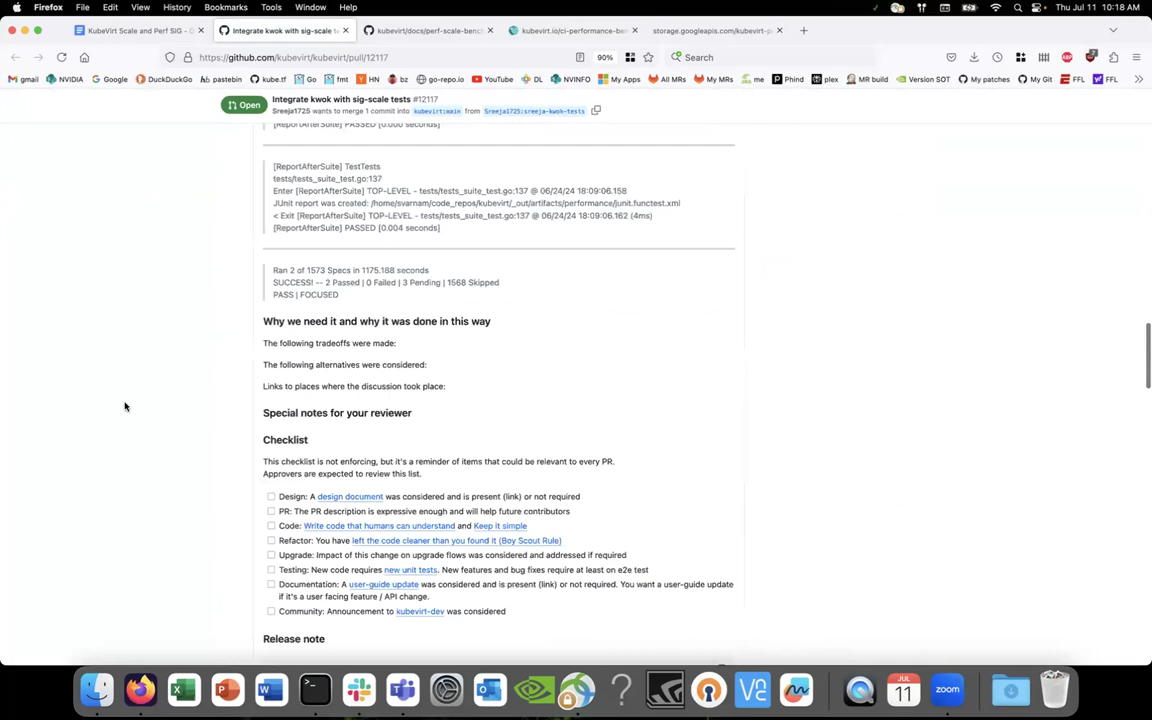 Firefox File Edit View History Bookmarks Tools Window Help
Thu Jul 11 10:18 AM
KubeVirt Scale and Perf SIG -
Integrate kwok with sig-scale te
kubevirt/docs/perf-scale-bench
kubevirt.io/ci-performance-ben
storage.googleapis.com/kubevirt-p
https://github.com/kubevirt/kubevirt/pull/12117
90%
Search
gmail NVIDIA Google DuckDuckGo pastebin kube.tf Go fmt HN bz go-repo.io YouTube DL NVINFO My Apps All MRs My MRs me Phind plex MR build Version SOT My patches My Git FFL FFL
Open
Integrate kwok with sig-scale tests #12117
Sreeja1725 wants to merge 1 commit into kubevirt:main from Sreeja1725:sreeja-kwok-tests
[ReportAfterSuite] PASSED [0.000 seconds]
[ReportAfterSuite] TestTests
tests/tests_suite_test.go:137
Enter [ReportAfterSuite] TOP-LEVEL - tests/tests_suite_test.go:137 @ 06/24/24 18:09:06.158
JUnit report was created: /home/svarnam/code_repos/kubevirt/_out/artifacts/performance/junit.functest.xml
< Exit [ReportAfterSuite] TOP-LEVEL - tests/tests_suite_test.go:137 @ 06/24/24 18:09:06.162 (4ms)
[ReportAfterSuite] PASSED [0.004 seconds]
Ran 2 of 1573 Specs in 1175.188 seconds
SUCCESS! -- 2 Passed | 0 Failed | 3 Pending | 1568 Skipped
PASS | FOCUSED
Why we need it and why it was done in this way
The following tradeoffs were made:
The following alternatives were considered:
Links to places where the discussion took place:
Special notes for your reviewer
Checklist
This checklist is not enforcing, but it's a reminder of items that could be relevant to every PR.
Approvers are expected to review this list.
Design: A design document was considered and is present (link) or not required
PR: The PR description is expressive enough and will help future contributors
Code: Write code that humans can understand and Keep it simple
Refactor: You have left the code cleaner than you found it (Boy Scout Rule)
Upgrade: Impact of this change on upgrade flows was considered and addressed if required
Testing: New code requires new unit tests. New features and bug fixes require at least on e2e test
Documentation: A user-guide update was considered and is present (link) or not required. You want a user-guide update
if it's a user facing feature / API change.
Community: Announcement to kubevirt-dev was considered
Release note
JUL
11
zoom